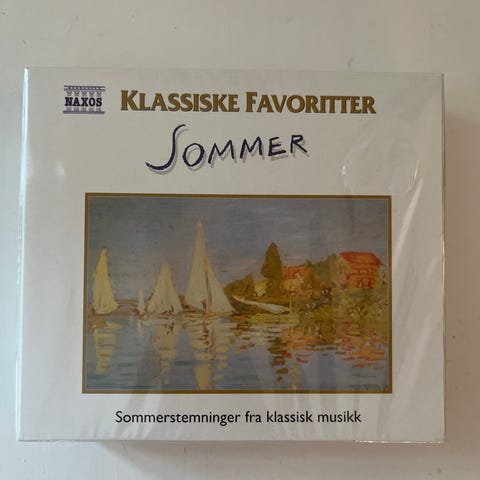 NAXOS
KLASSISKE FAVORITTER
SOMMER
Sommerstemninger fra klassisk musikk